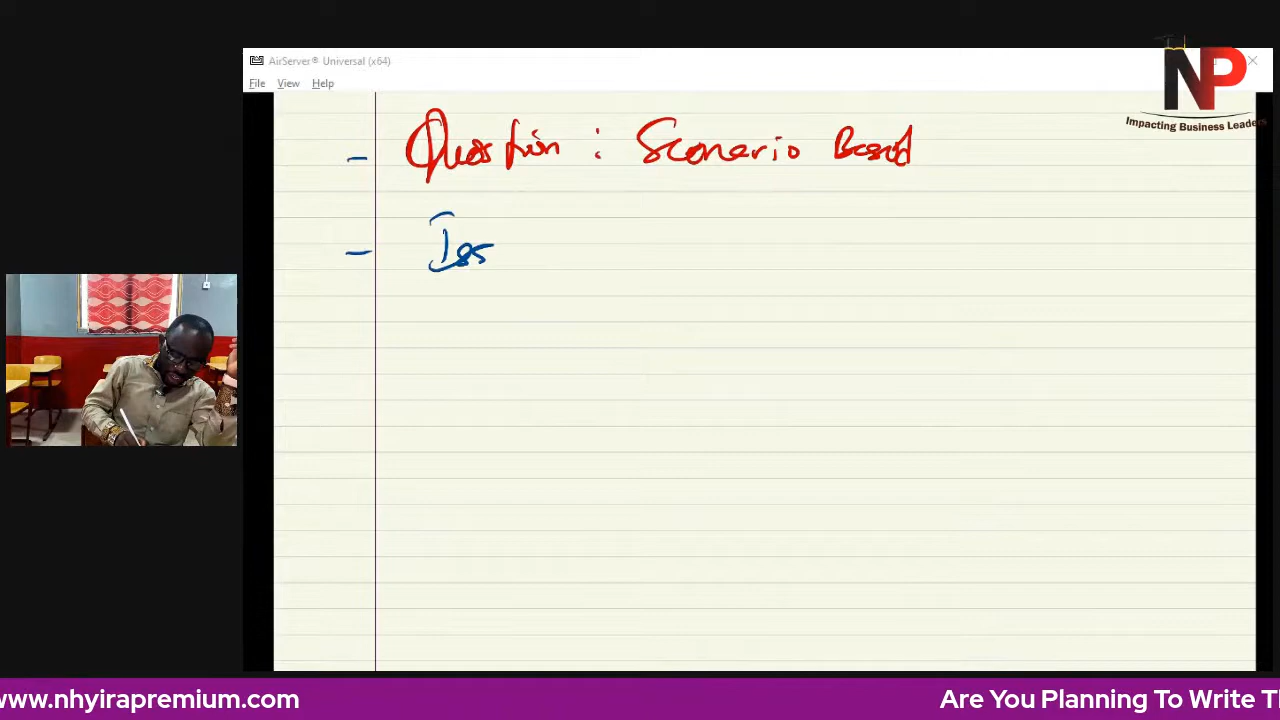 AirServer® Universal (x64)
File View Help
NP
Impacting Business Leaders
- Question : Scenario Based
- Iss
www.nhyirapremium.com
Are You Planning To Write Th